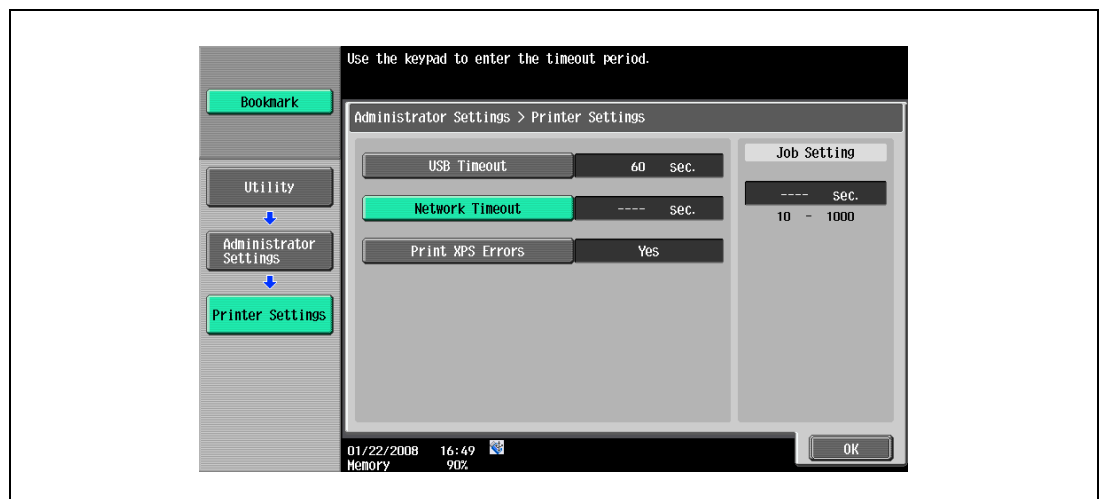 Use the keypad to enter the timeout period.
Bookmark
Administrator Settings > Printer Settings
Job Setting
USB Timeout 60 sec.
Utility
---- sec.
Network Timeout ---- sec.
10 - 1000
Administrator
Settings
Print XPS Errors Yes
Printer Settings
01/22/2008 16:49
Memory 90%
OK